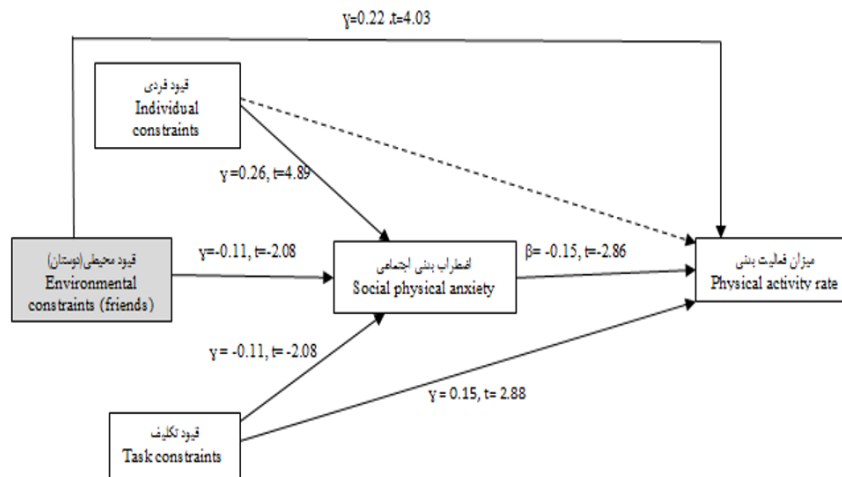 γ=0.22 ،t=4.03
قیود فردی
Individual
constraints
γ =0.26, t=4.89
قیود محیطی(دوستان)
Environmental
constraints (friends)
γ=-0.11, t=-2.08
اضطراب بدنی اجتماعی
Social physical anxiety
β= -0.15, t=-2.86
میزان فعالیت بدنی
Physical activity rate
γ = -0.11, t= -2.08
γ = 0.15, t= 2.88
قیود تکلیف
Task constraints